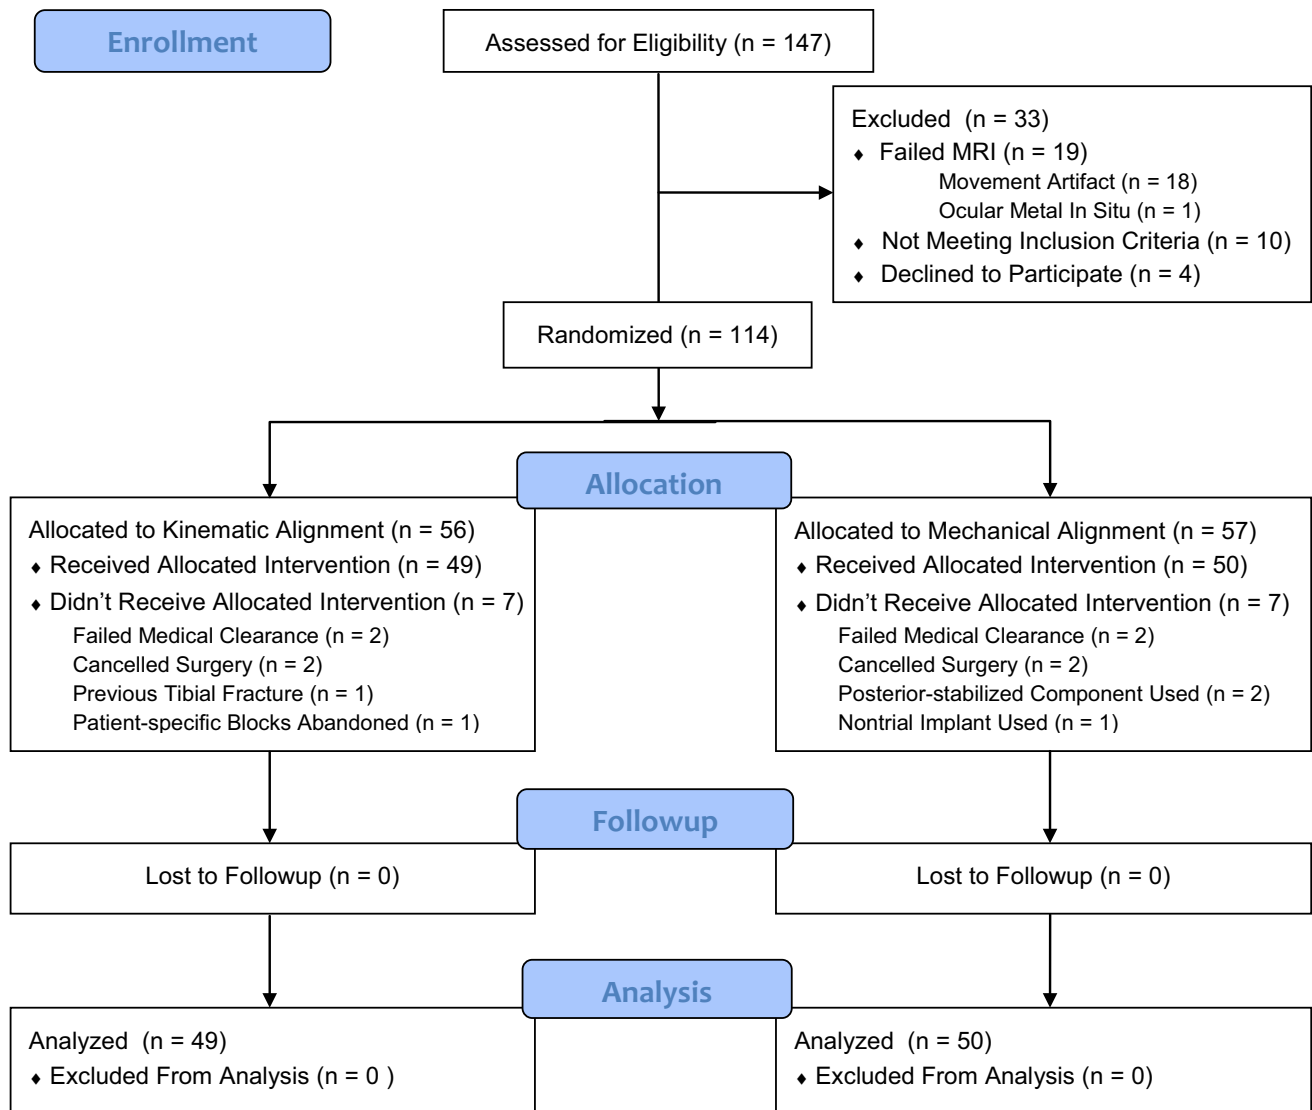 Enrollment
Assessed for Eligibility (n = 147)
Excluded (n = 33)
♦ Failed MRI (n = 19)
Movement Artifact (n = 18)
Ocular Metal In Situ (n = 1)
♦ Not Meeting Inclusion Criteria (n = 10)
♦ Declined to Participate (n = 4)
Randomized (n = 114)
Allocation
Allocated to Kinematic Alignment (n = 56)
♦ Received Allocated Intervention (n = 49)
♦ Didn't Receive Allocated Intervention (n = 7)
Failed Medical Clearance (n = 2)
Cancelled Surgery (n = 2)
Previous Tibial Fracture (n = 1)
Patient-specific Blocks Abandoned (n = 1)
Allocated to Mechanical Alignment (n = 57)
♦ Received Allocated Intervention (n = 50)
♦ Didn't Receive Allocated Intervention (n = 7)
Failed Medical Clearance (n = 2)
Cancelled Surgery (n = 2)
Posterior-stabilized Component Used (n = 2)
Nontrial Implant Used (n = 1)
Followup
Lost to Followup (n = 0)
Lost to Followup (n = 0)
Analysis
Analyzed (n = 49)
♦ Excluded From Analysis (n = 0 )
Analyzed (n = 50)
♦ Excluded From Analysis (n = 0)